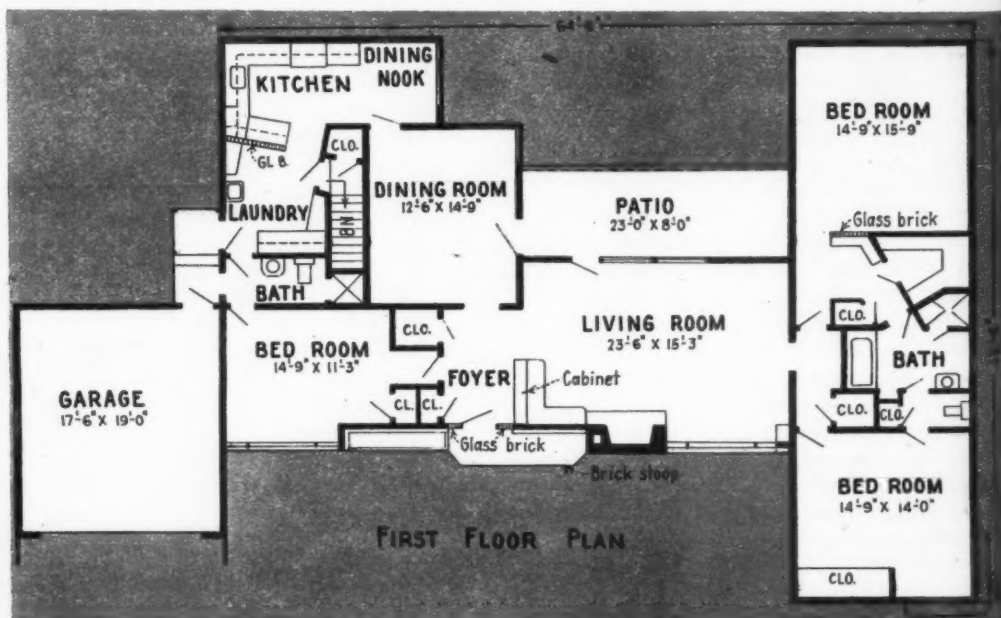 64'-8"
DINING
NOOK
KITCHEN
BED ROOM
14'-9" X 15'-9"
CLO.
GL B.
DINING ROOM
12'-6" X 14'-9"
PATIO
23'-0" X 8'-0"
Glass brick
LAUNDRY
DN
BATH
CLO.
LIVING ROOM
23'-6" X 15'-3"
CLO.
BATH
BED ROOM
14'-9" X 11'-3"
FOYER
Cabinet
GARAGE
17'-6" X 19'-0"
CL.
CL.
CLO.
CLO.
Glass brick
Brick stoop
BED ROOM
14'-9" X 14'-0"
FIRST FLOOR PLAN
CLO.